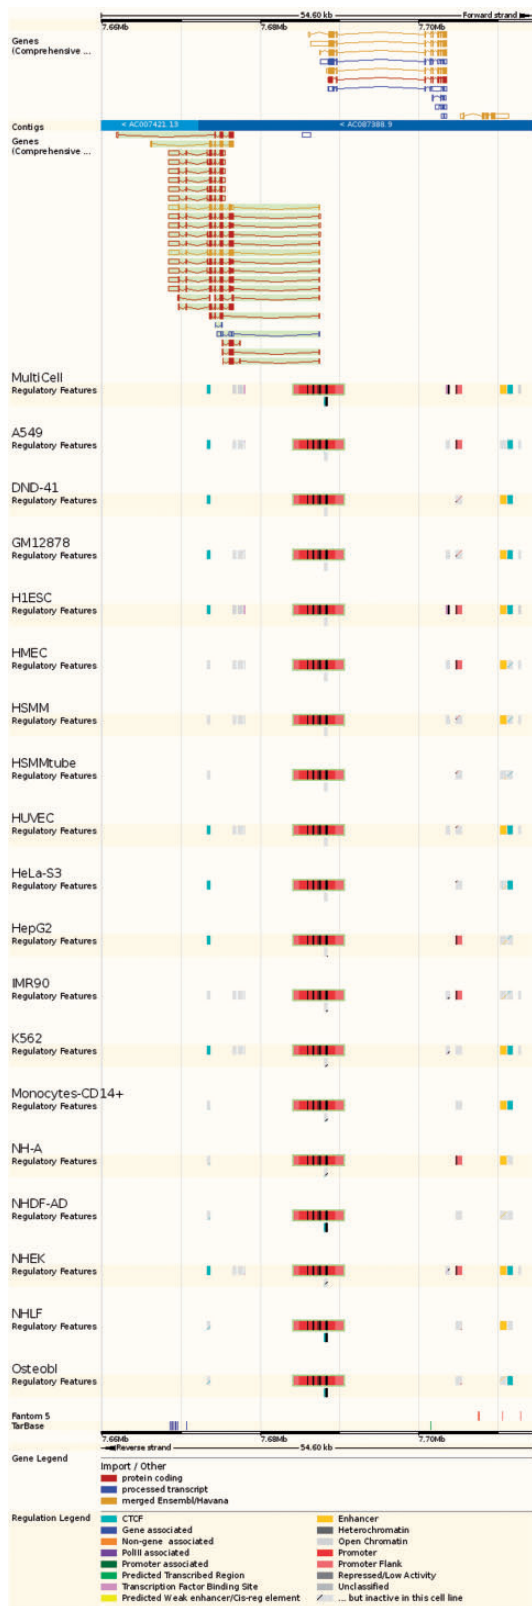 54.60 kb Forward strand
7.66Mb 7.68Mb 7.70Mb
Genes
(Comprehensive ...
Contigs < AC007421.13 < AC087388.9
Genes
(Comprehensive ...
MultiCell
Regulatory Features
A549
Regulatory Features
DND-41
Regulatory Features
GM12878
Regulatory Features
H1ESC
Regulatory Features
HMEC
Regulatory Features
HSMM
Regulatory Features
HSMMtube
Regulatory Features
HUVEC
Regulatory Features
HeLa-S3
Regulatory Features
HepG2
Regulatory Features
IMR90
Regulatory Features
K562
Regulatory Features
Monocytes-CD14+
Regulatory Features
NH-A
Regulatory Features
NHDF-AD
Regulatory Features
NHEK
Regulatory Features
NHLF
Regulatory Features
Osteobl
Regulatory Features
Fantom 5
TarBase
7.66Mb 7.68Mb 7.70Mb
Reverse strand 54.60 kb
Gene Legend
Import / Other
protein coding
processed transcript
merged Ensembl/Havana
Regulation Legend
CTCF Enhancer
Gene associated Heterochromatin
Non-gene associated Open Chromatin
PolIII associated Promoter
Promoter associated Promoter Flank
Predicted Transcribed Region Repressed/Low Activity
Transcription Factor Binding Site Unclassified
Predicted Weak enhancer/Cis-reg element ... but inactive in this cell line